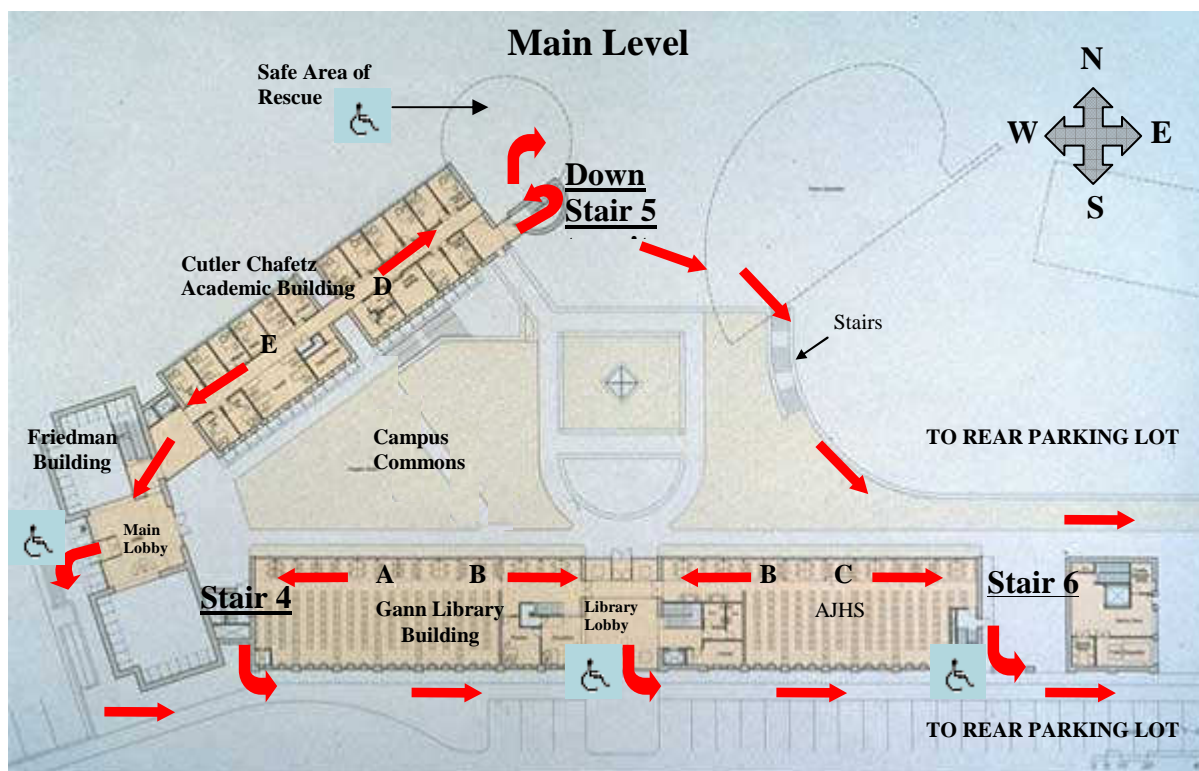 Main Level
Safe Area of
Rescue
N
W
E
S
Down
Stair 5
Cutler Chafetz
Academic Building
D
E
Stairs
Friedman
Building
Campus
Commons
TO REAR PARKING LOT
Main
Lobby
A
B
B
C
Stair 4
Gann Library
Building
Library
Lobby
AJHS
Stair 6
TO REAR PARKING LOT